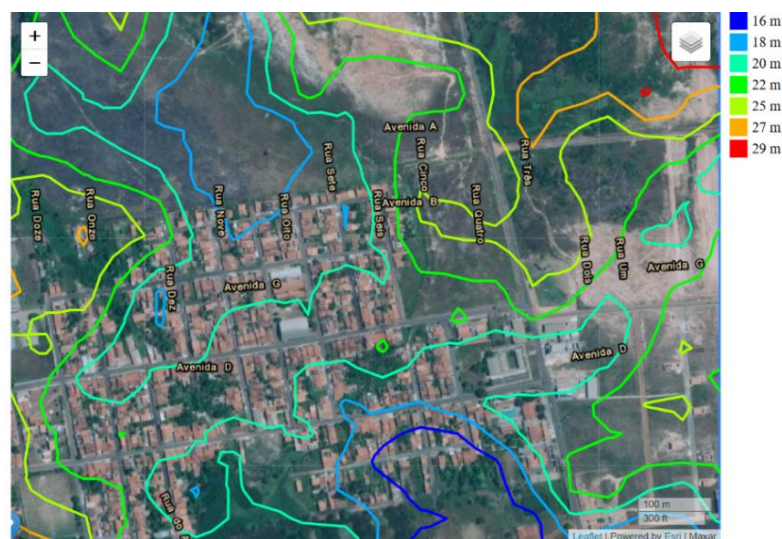 +
−
16 m
18 m
20 m
22 m
25 m
27 m
29 m
Avenida A
Rua Três
Rua Cinco
Rua Sete
Avenida B
Rua Quatro
Rua Seis
Rua Oito
Rua Nove
Rua Onze
Rua Doze
Rua Dez
Rua Dois
Rua Um
Avenida G
Avenida G
Avenida D
Avenida D
Rua do
100 m
300 ft
Leaflet | Powered by Esri | Maxar